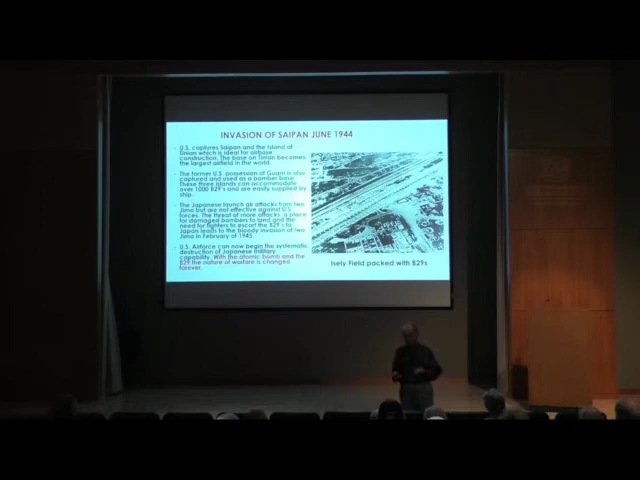 INVASION OF SAIPAN JUNE 1944
- U.S. captures Saipan and the Island of
Tinian which is ideal for airbase
construction. The base on Tinian becomes
the largest airfield in the world.
- The former U.S. possession of Guam is also
captured and used as a bomber base.
These three islands can accommodate
over 1000 B29's and are easily supplied by
ship.
- The Japanese launch air attacks from Iwo
Jima but are not effective against U.S.
forces. The threat of more attacks, a place
for damaged bombers to land and the
need for fighters to escort the B29's to
Japan leads to the bloody invasion of Iwo
Jima in February of 1945.
- U.S. Airforce can now begin the systematic
destruction of Japanese military
capability. With the atomic bomb and the
B29 the nature of warfare is changed
forever.
Isely Field packed with B29s